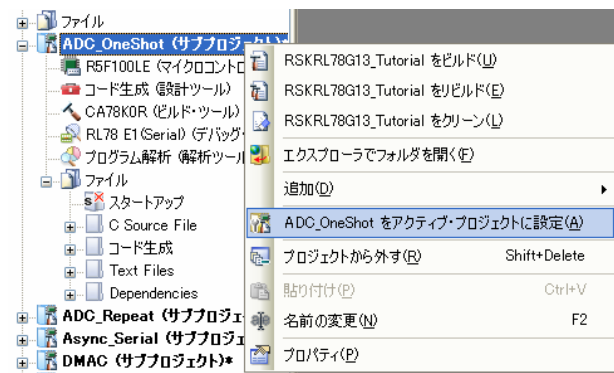 ファイル
ADC_OneShot (サブプロジェクト)*
RSKRL78G13_Tutorial をビルド(U)
R5F100LE (マイクロコントロ
コード生成 (設計ツール)
RSKRL78G13_Tutorial をリビルド(E)
CA78K0R (ビルド・ツール)
RSKRL78G13_Tutorial をクリーン(L)
RL78 E1(Serial) (デバッグ・
プログラム解析 (解析ツール
エクスプローラでフォルダを開く(F)
ファイル
追加(D)
スタートアップ
C Source File
ADC_OneShot をアクティブ・プロジェクトに設定(A)
コード生成
プロジェクトから外す(R) Shift+Delete
Text Files
Dependencies
貼り付け(P) Ctrl+V
ADC_Repeat (サブプロジェ
名前の変更(N) F2
Async_Serial (サブプロジェ
DMAC (サブプロジェクト)*
プロパティ(P)